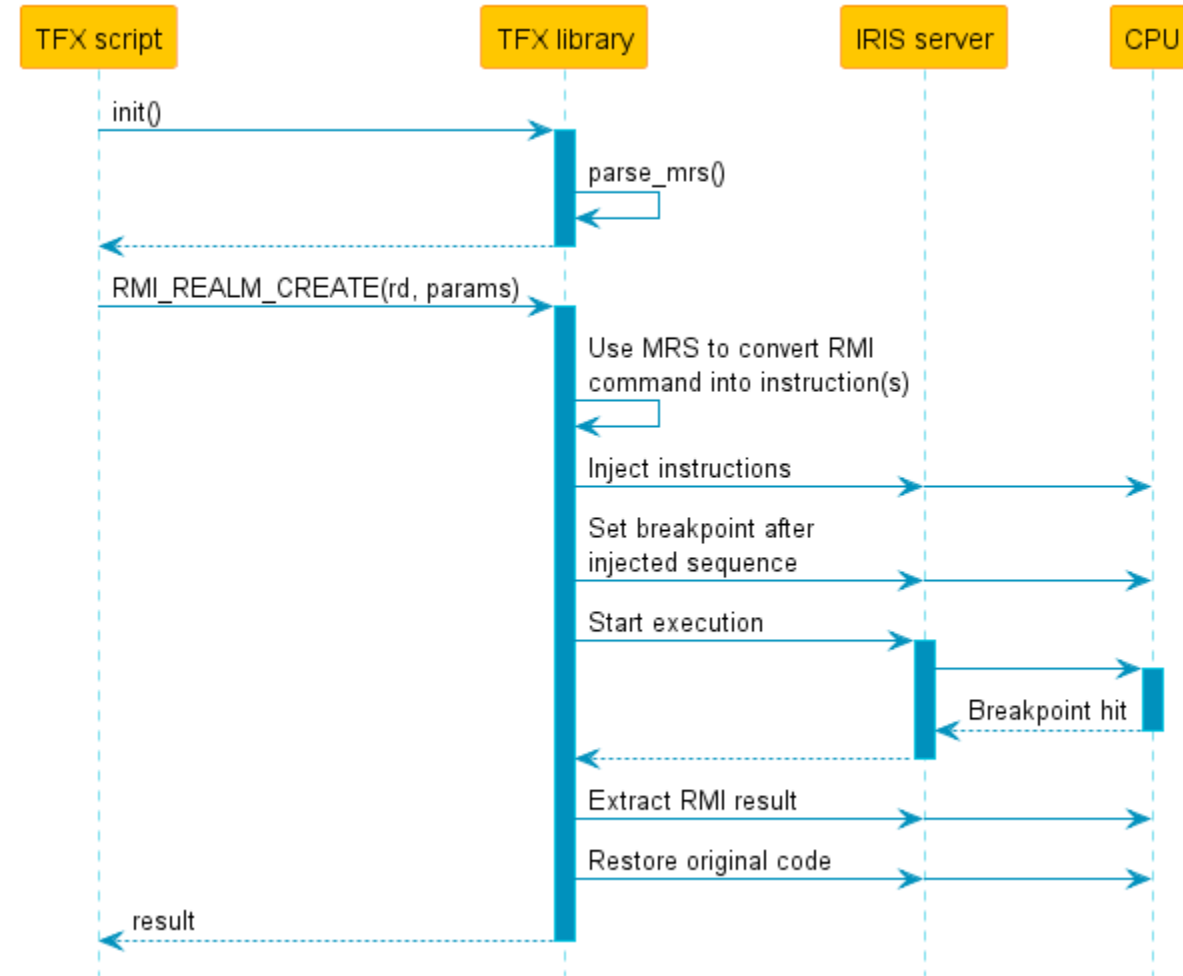 TFX script
TFX library
IRIS server
CPU
init()
parse_mrs()
RMI_REALM_CREATE(rd, params)
Use MRS to convert RMI
command into instruction(s)
Inject instructions
Set breakpoint after
injected sequence
Start execution
Breakpoint hit
Extract RMI result
Restore original code
result